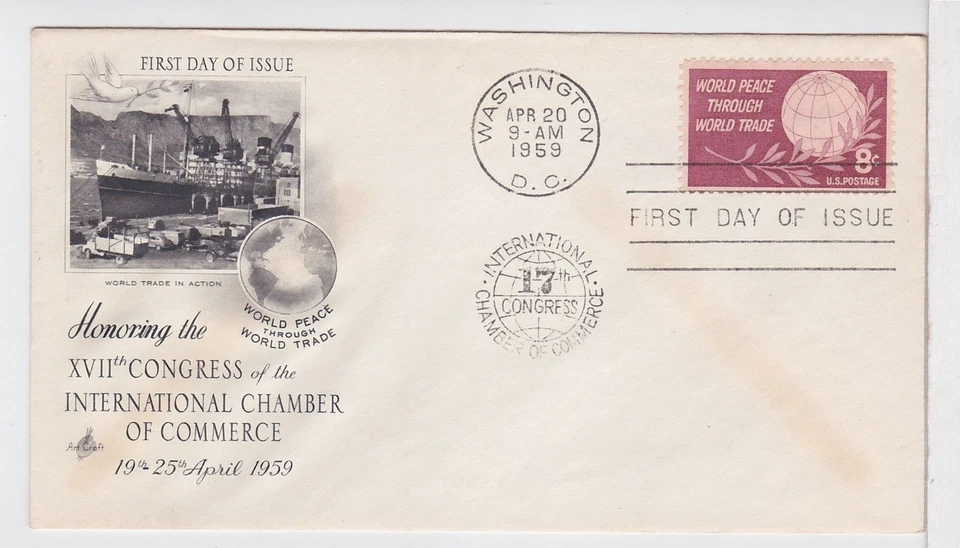 FIRST DAY OF ISSUE
WORLD TRADE IN ACTION
WORLD PEACE
THROUGH
WORLD TRADE
Honoring the
XVIIth CONGRESS of the
INTERNATIONAL CHAMBER
OF COMMERCE
Art Craft
19th-25th April 1959
WASHINGTON
APR 20
9-AM
1959
D. C.
INTERNATIONAL
17th
CONGRESS
CHAMBER OF COMMERCE
WORLD PEACE
THROUGH
WORLD TRADE
8¢
U.S. POSTAGE
FIRST DAY OF ISSUE